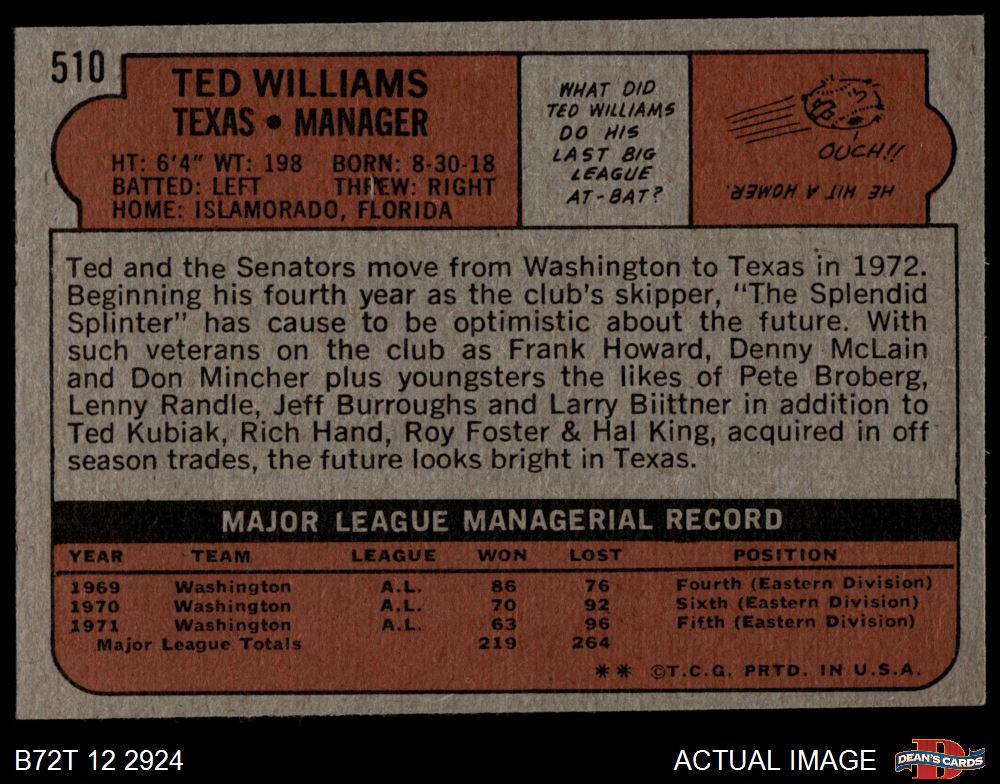 510
TED WILLIAMS
TEXAS • MANAGER
HT: 6'4" WT: 198 BORN: 8-30-18
BATTED: LEFT THREW: RIGHT
HOME: ISLAMORADO, FLORIDA
WHAT DID
TED WILLIAMS
DO HIS
LAST BIG
LEAGUE
AT-BAT?
OUCH!!
HE HIT A HOMER.
Ted and the Senators move from Washington to Texas in 1972.
Beginning his fourth year as the club's skipper, "The Splendid
Splinter" has cause to be optimistic about the future. With
such veterans on the club as Frank Howard, Denny McLain
and Don Mincher plus youngsters the likes of Pete Broberg,
Lenny Randle, Jeff Burroughs and Larry Biittner in addition to
Ted Kubiak, Rich Hand, Roy Foster & Hal King, acquired in off
season trades, the future looks bright in Texas.
MAJOR LEAGUE MANAGERIAL RECORD
YEAR TEAM LEAGUE WON LOST POSITION
1969 Washington A.L. 86 76 Fourth (Eastern Division)
1970 Washington A.L. 70 92 Sixth (Eastern Division)
1971 Washington A.L. 63 96 Fifth (Eastern Division)
Major League Totals 219 264
** ©T.C.G. PRTD. IN U.S.A.
B72T 12 2924
ACTUAL IMAGE
D
DEAN'S CARDS